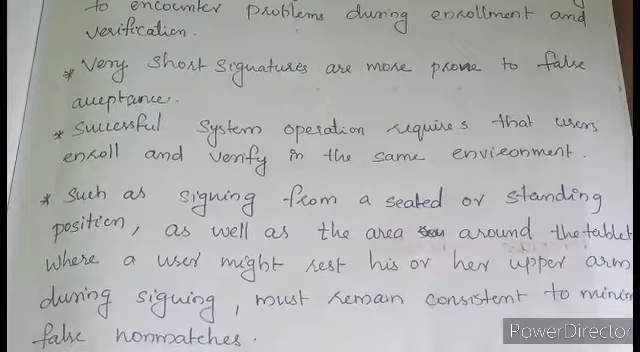 to encounter problems during enrollment and
verification.
* Very short signatures are more prone to false
acceptance.
* Successful system operation requires that users
enroll and verify in the same environment.
* Such as signing from a seated or standing
position, as well as the area around the tablet
where a user might rest his or her upper arm
during signing, must remain consistent to minim
false nonmatches.
PowerDirector